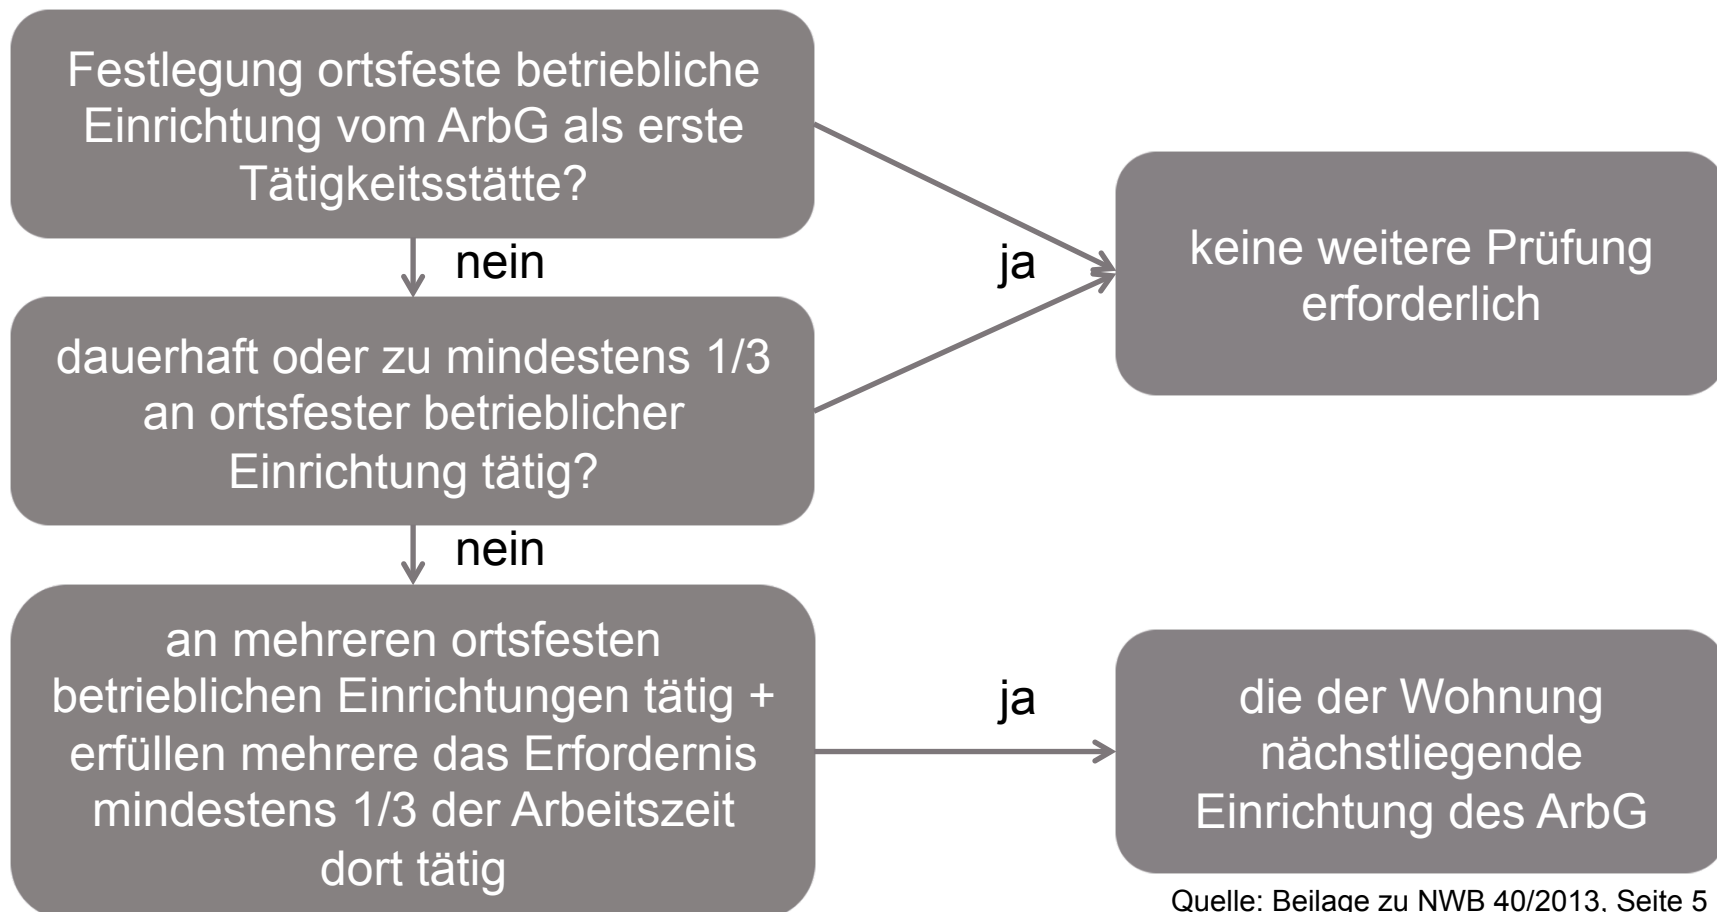 Festlegung ortsfeste betriebliche
Einrichtung vom ArbG als erste
Tätigkeitsstätte?
nein
ja
keine weitere Prüfung
erforderlich
dauerhaft oder zu mindestens 1/3
an ortsfester betrieblicher
Einrichtung tätig?
nein
an mehreren ortsfesten
betrieblichen Einrichtungen tätig +
erfüllen mehrere das Erfordernis
mindestens 1/3 der Arbeitszeit
dort tätig
ja
die der Wohnung
nächstliegende
Einrichtung des ArbG
Quelle: Beilage zu NWB 40/2013, Seite 5